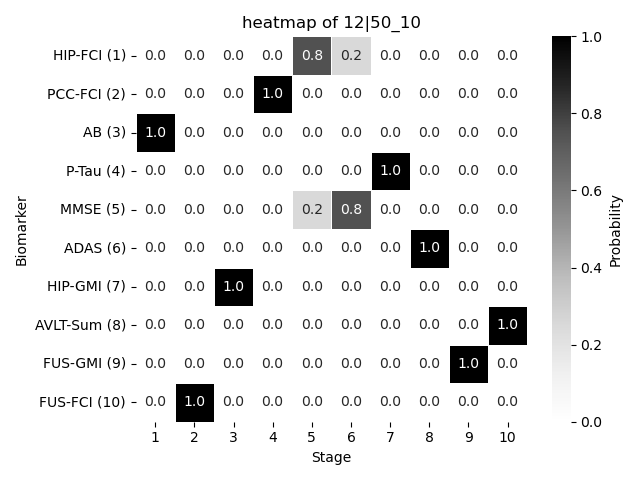 heatmap of 12|50_10
HIP-FCI (1) 0.0 0.0 0.0 0.0 0.8 0.2 0.0 0.0 0.0 0.0
PCC-FCI (2) 0.0 0.0 0.0 1.0 0.0 0.0 0.0 0.0 0.0 0.0
AB (3) 1.0 0.0 0.0 0.0 0.0 0.0 0.0 0.0 0.0 0.0
P-Tau (4) 0.0 0.0 0.0 0.0 0.0 0.0 1.0 0.0 0.0 0.0
MMSE (5) 0.0 0.0 0.0 0.0 0.2 0.8 0.0 0.0 0.0 0.0
ADAS (6) 0.0 0.0 0.0 0.0 0.0 0.0 0.0 1.0 0.0 0.0
HIP-GMI (7) 0.0 0.0 1.0 0.0 0.0 0.0 0.0 0.0 0.0 0.0
AVLT-Sum (8) 0.0 0.0 0.0 0.0 0.0 0.0 0.0 0.0 0.0 1.0
FUS-GMI (9) 0.0 0.0 0.0 0.0 0.0 0.0 0.0 0.0 1.0 0.0
FUS-FCI (10) 0.0 1.0 0.0 0.0 0.0 0.0 0.0 0.0 0.0 0.0
1 2 3 4 5 6 7 8 9 10
Stage
Biomarker
1.0
0.8
0.6
0.4
0.2
0.0
Probability